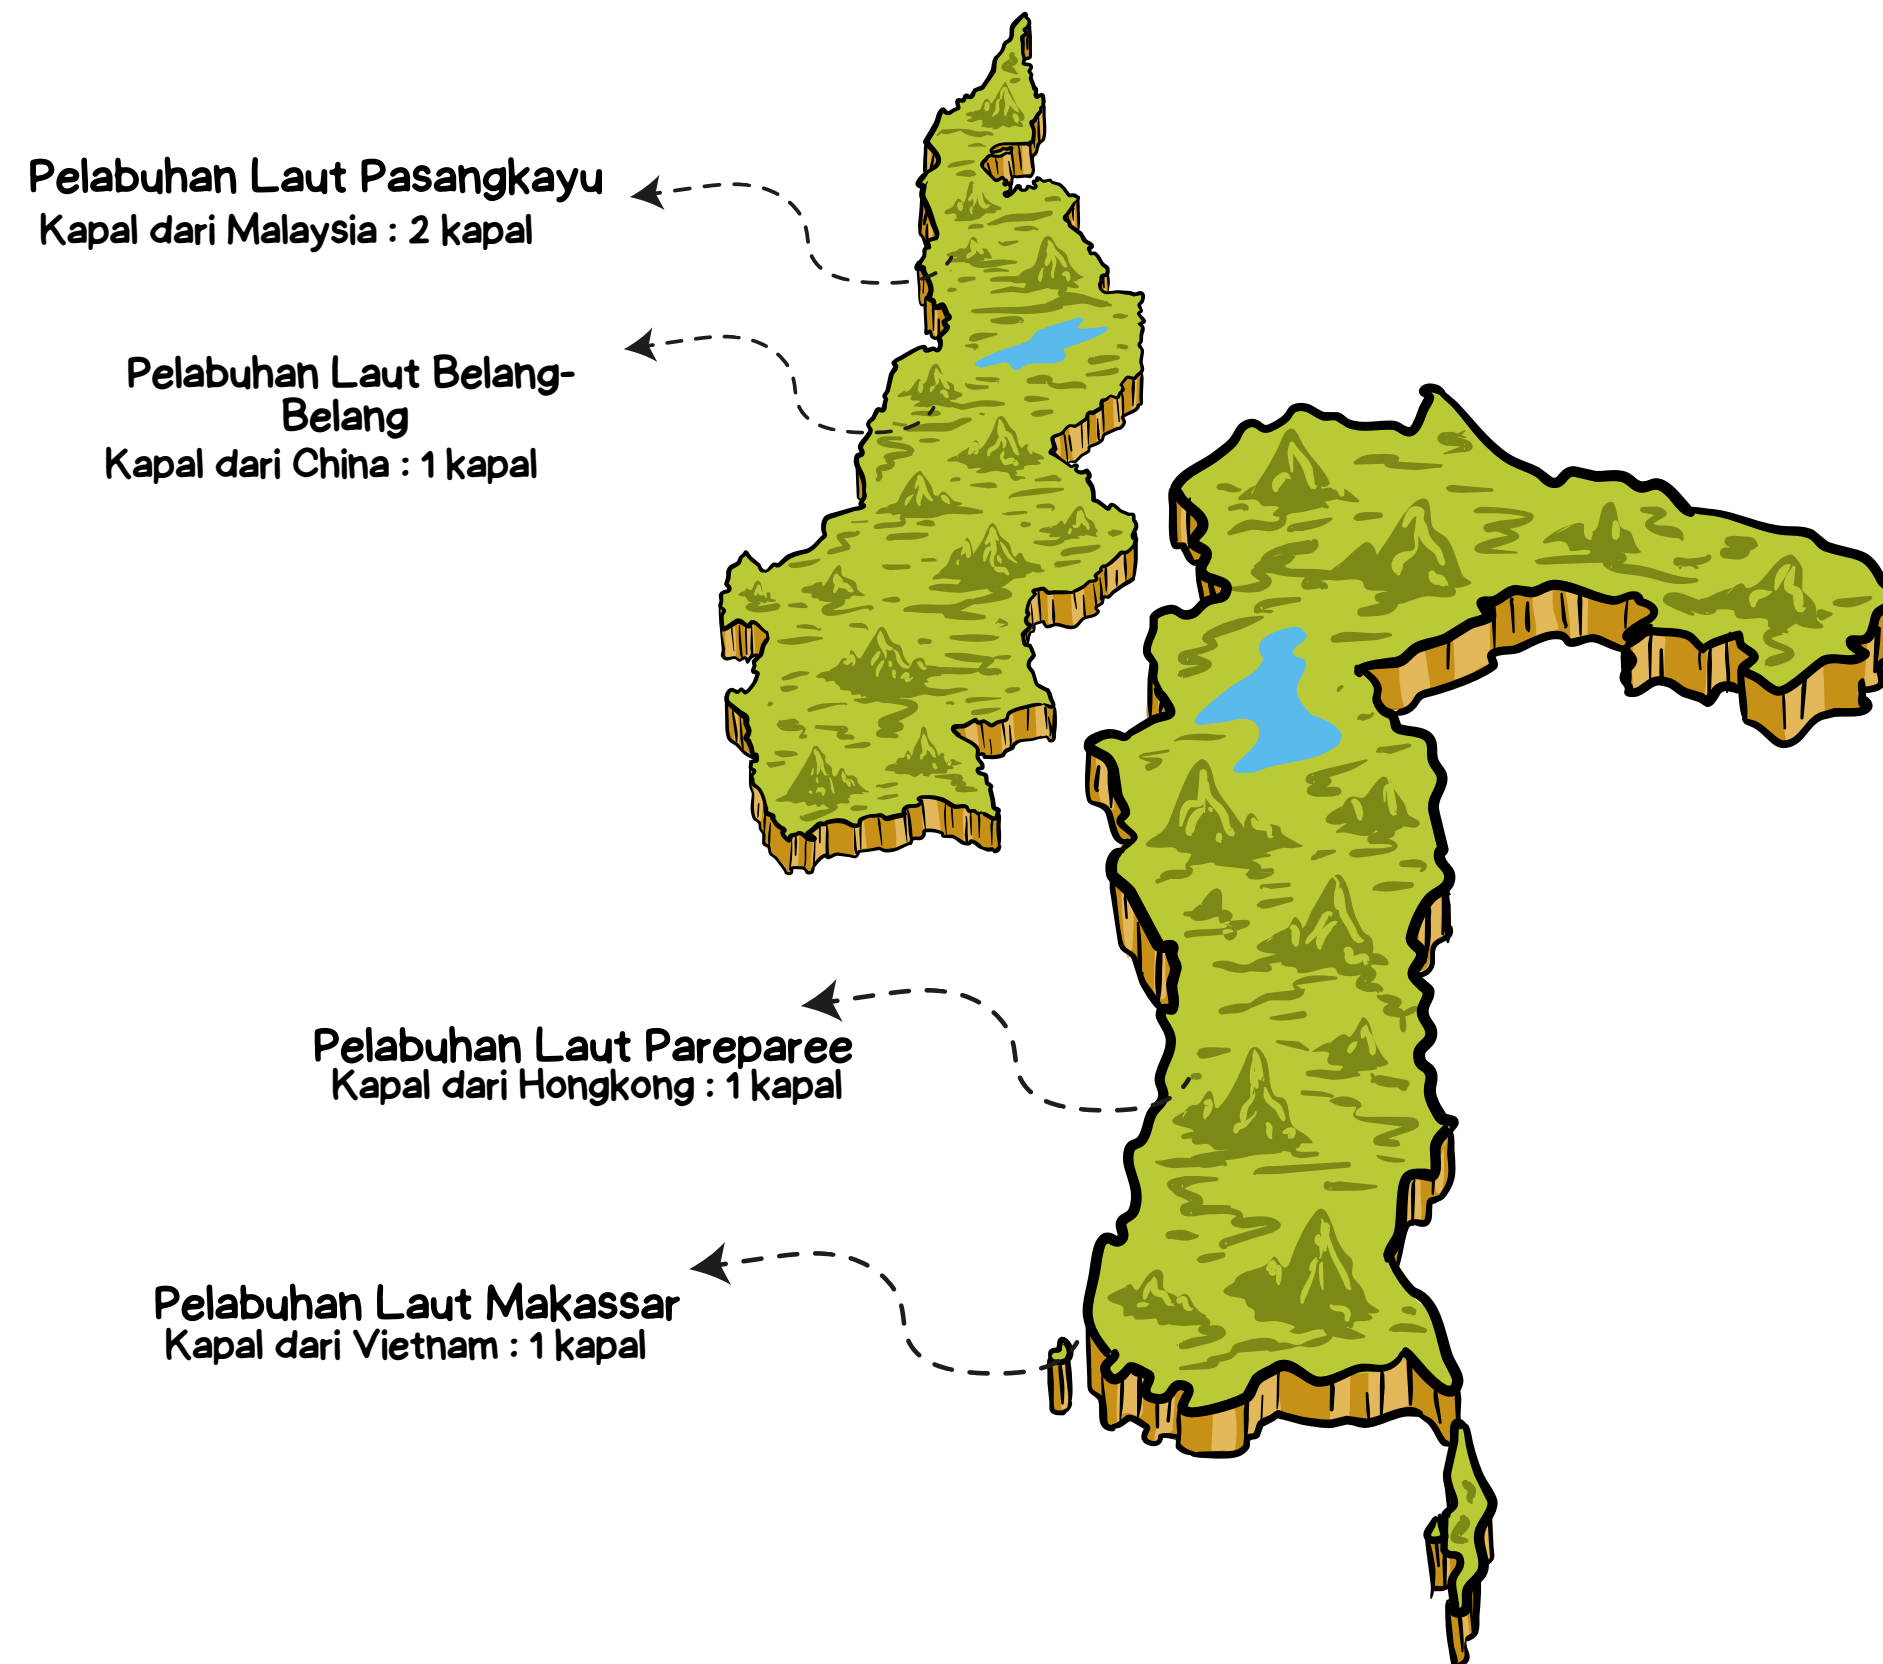 Pelabuhan Laut Pasangkayu
Kapal dari Malaysia : 2 kapal
Pelabuhan Laut Belang-
Belang
Kapal dari China : 1 kapal
Pelabuhan Laut Pareparee
Kapal dari Hongkong : 1 kapal
Pelabuhan Laut Makassar
Kapal dari Vietnam : 1 kapal